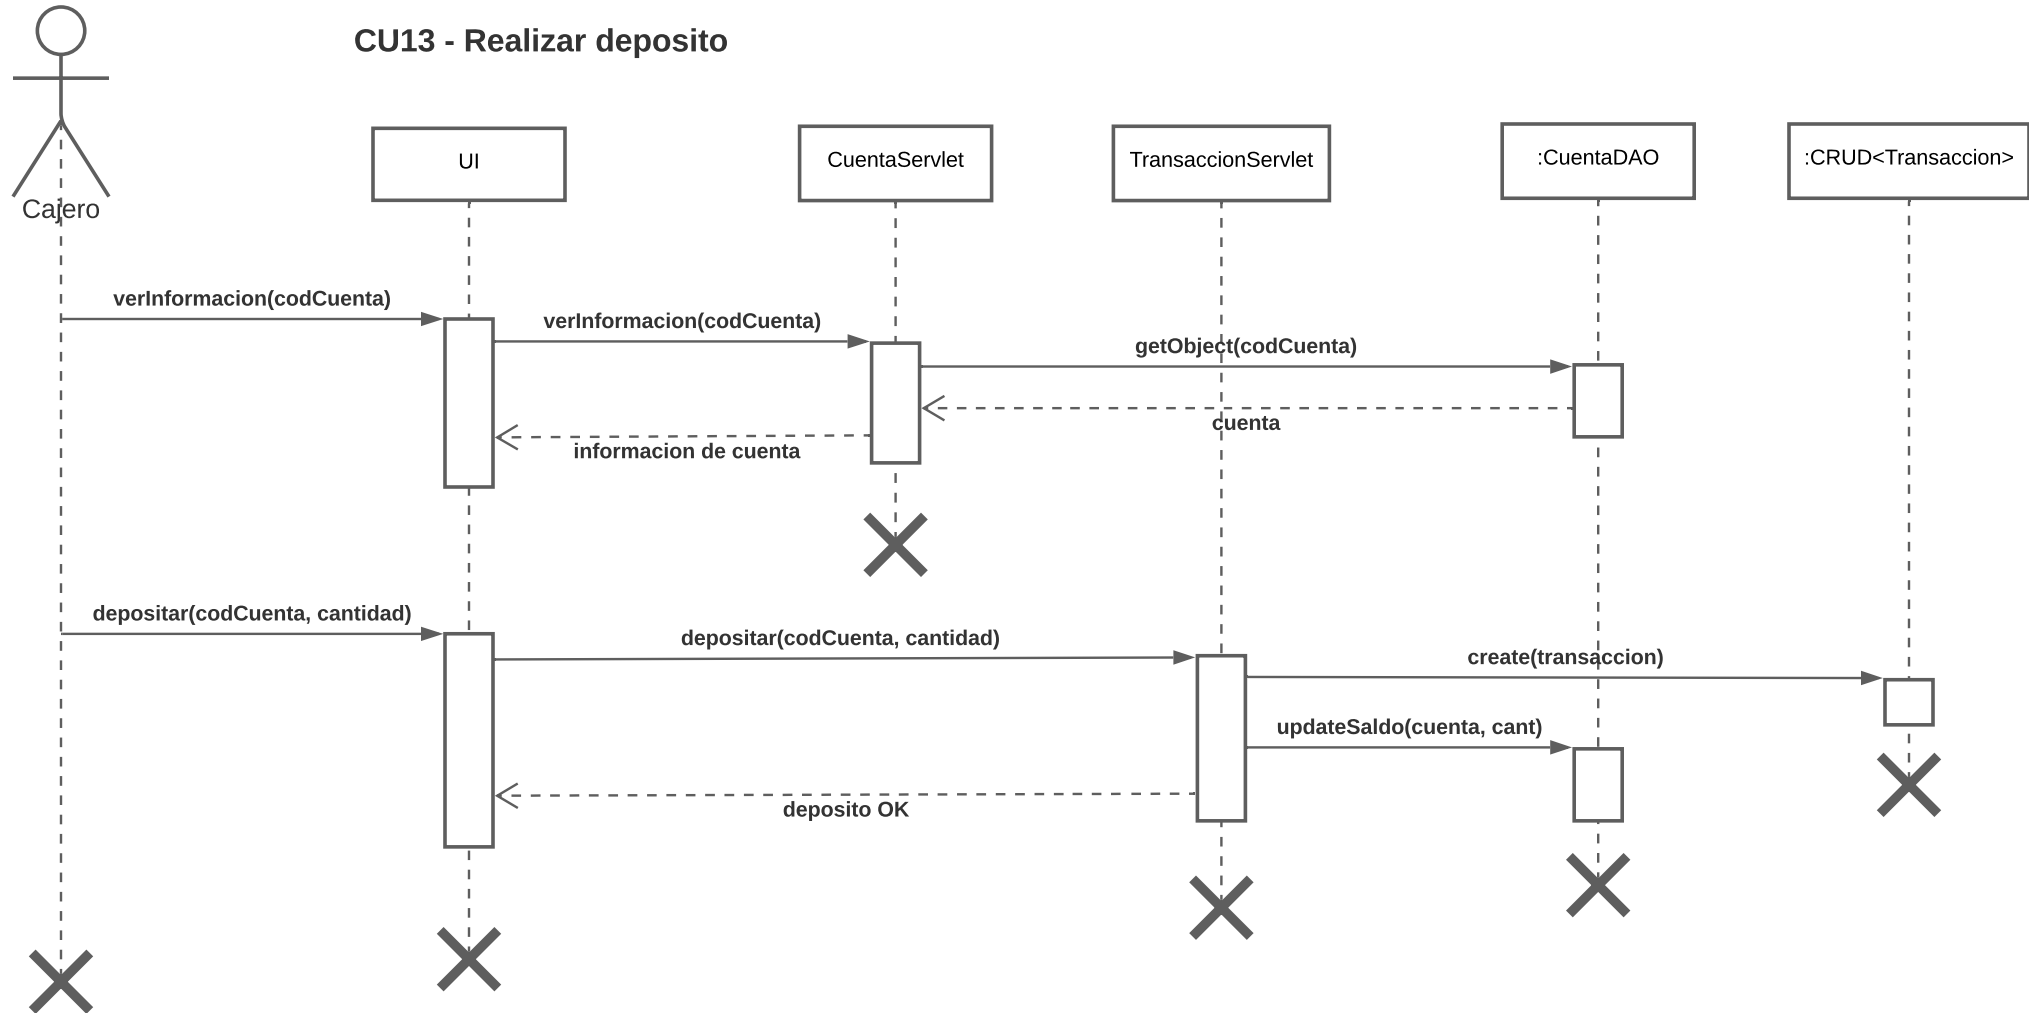 CU13 - Realizar deposito
Cajero
UI
CuentaServlet
TransaccionServlet
:CuentaDAO
:CRUD<Transaccion>
verInformacion(codCuenta)
verInformacion(codCuenta)
getObject(codCuenta)
cuenta
informacion de cuenta
depositar(codCuenta, cantidad)
depositar(codCuenta, cantidad)
create(transaccion)
updateSaldo(cuenta, cant)
deposito OK